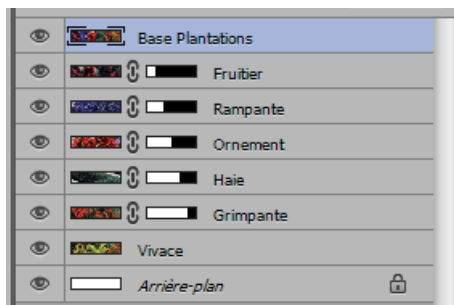 Base Plantations
Fruitier
Rampante
Ornement
Haie
Grimpante
Vivace
Arrière-plan